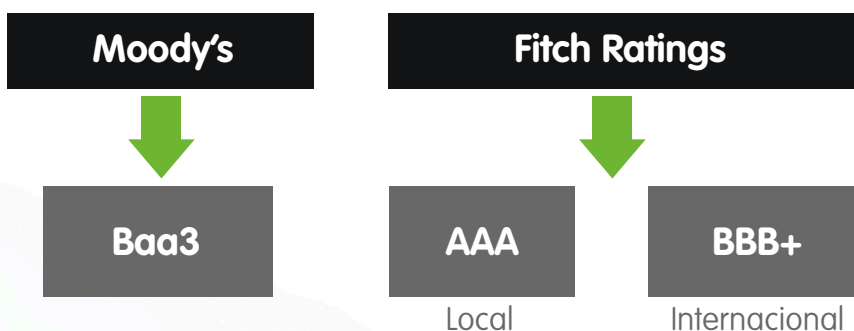 Moody's
Fitch Ratings
Baa3
AAA
BBB+
Local
Internacional